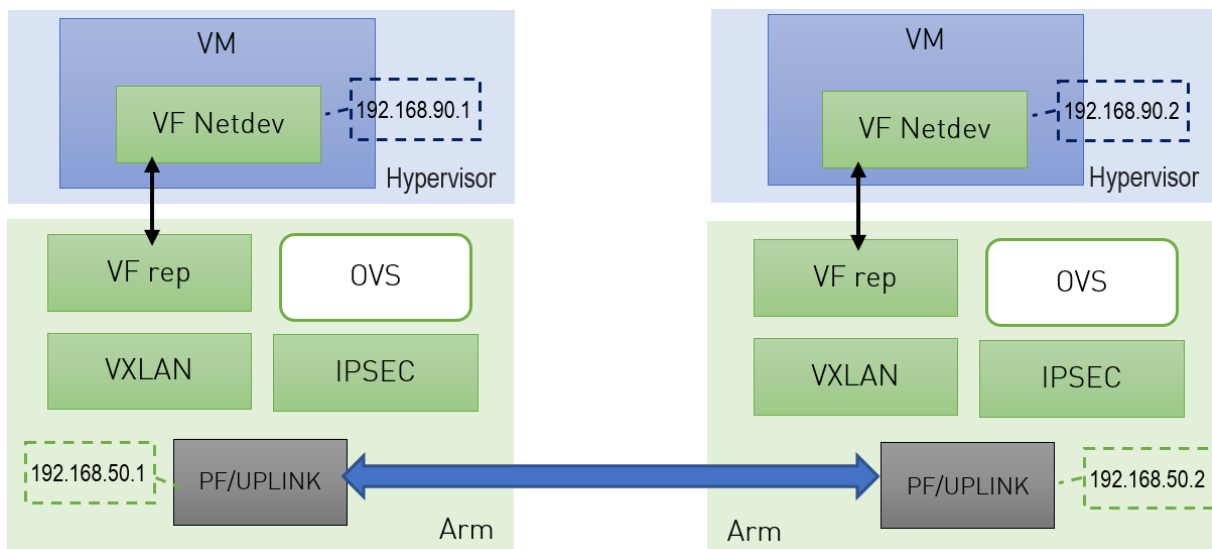 VM
VF Netdev
192.168.90.1
Hypervisor
VF rep
OVS
VXLAN
IPSEC
192.168.50.1
PF/UPLINK
Arm
VM
VF Netdev
192.168.90.2
Hypervisor
VF rep
OVS
VXLAN
IPSEC
PF/UPLINK
192.168.50.2
Arm